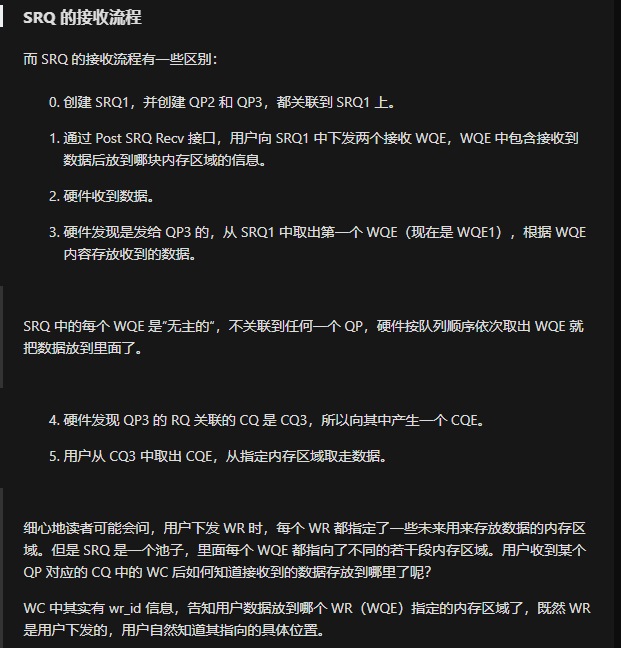 SRQ 的接收流程
而 SRQ 的接收流程有一些区别：
0. 创建 SRQ1，并创建 QP2 和 QP3，都关联到 SRQ1 上。
1. 通过 Post SRQ Recv 接口，用户向 SRQ1 中下发两个接收 WQE，WQE 中包含接收到
数据后放到哪块内存区域的信息。
2. 硬件收到数据。
3. 硬件发现是发给 QP3 的，从 SRQ1 中取出第一个 WQE（现在是 WQE1），根据 WQE
内容存放收到的数据。
SRQ 中的每个 WQE 是“无主的“，不关联到任何一个 QP，硬件按队列顺序依次取出 WQE 就
把数据放到里面了。
4. 硬件发现 QP3 的 RQ 关联的 CQ 是 CQ3，所以向其中产生一个 CQE。
5. 用户从 CQ3 中取出 CQE，从指定内存区域取走数据。
细心地读者可能会问，用户下发 WR 时，每个 WR 都指定了一些未来用来存放数据的内存区
域。但是 SRQ 是一个池子，里面每个 WQE 都指向了不同的若干段内存区域。用户收到某个
QP 对应的 CQ 中的 WC 后如何知道接收到的数据存放到哪里了呢？
WC 中其实有 wr_id 信息，告知用户数据放到哪个 WR（WQE）指定的内存区域了，既然 WR
是用户下发的，用户自然知道其指向的具体位置。